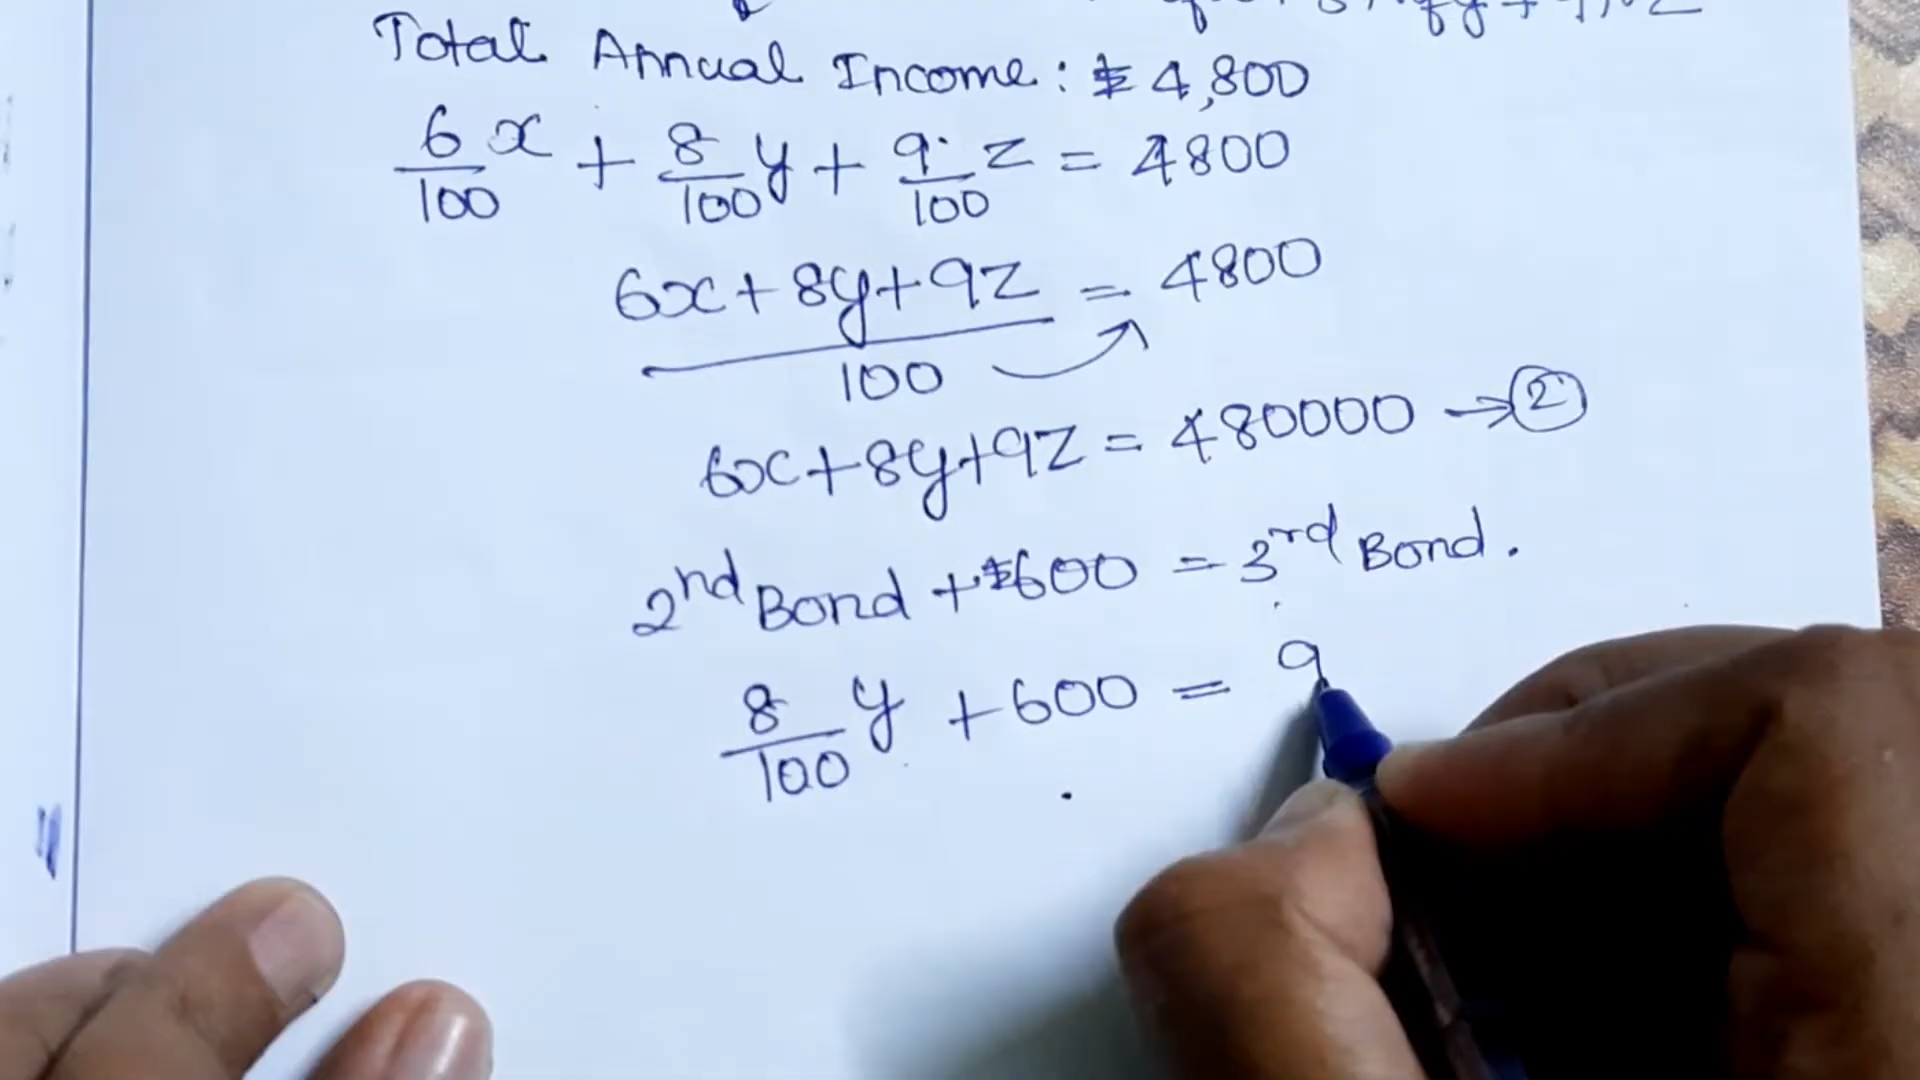 Total Annual Income: ₹4,800
6/100 x + 8/100 y + 9/100 z = 4800
6x+8y+9z / 100 = 4800
6x+8y+9z = 480000 → ②
2nd Bond + ₹600 = 3rd Bond.
8/100 y + 600 = 9